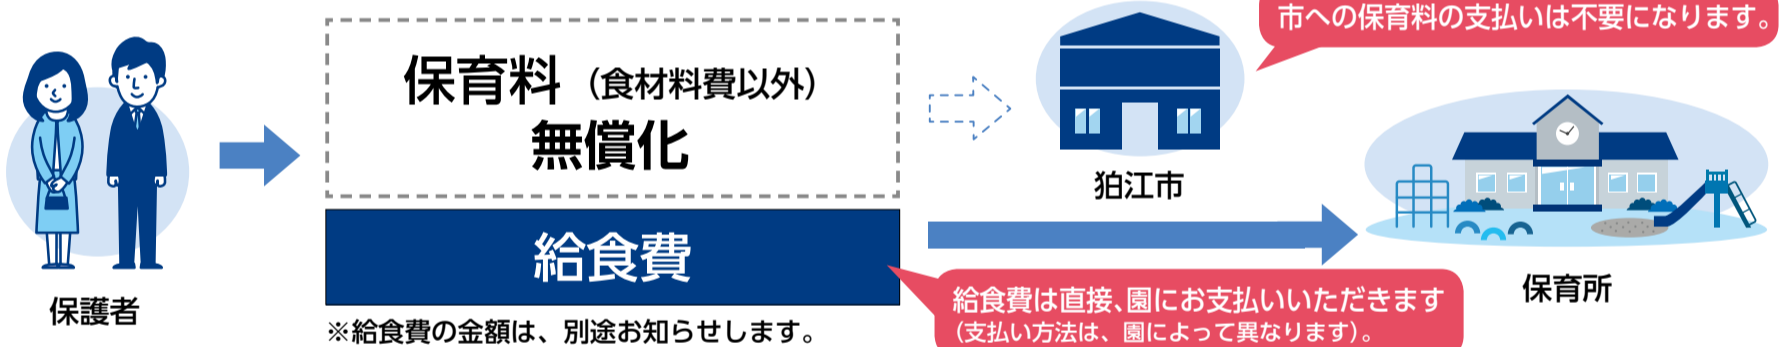 市への保育料の支払いは不要になります。
保育料（食材料費以外）
無償化
狛江市
給食費
給食費は直接、園にお支払いいただきます
（支払い方法は、園によって異なります）。
保育所
保護者
※給食費の金額は、別途お知らせします。